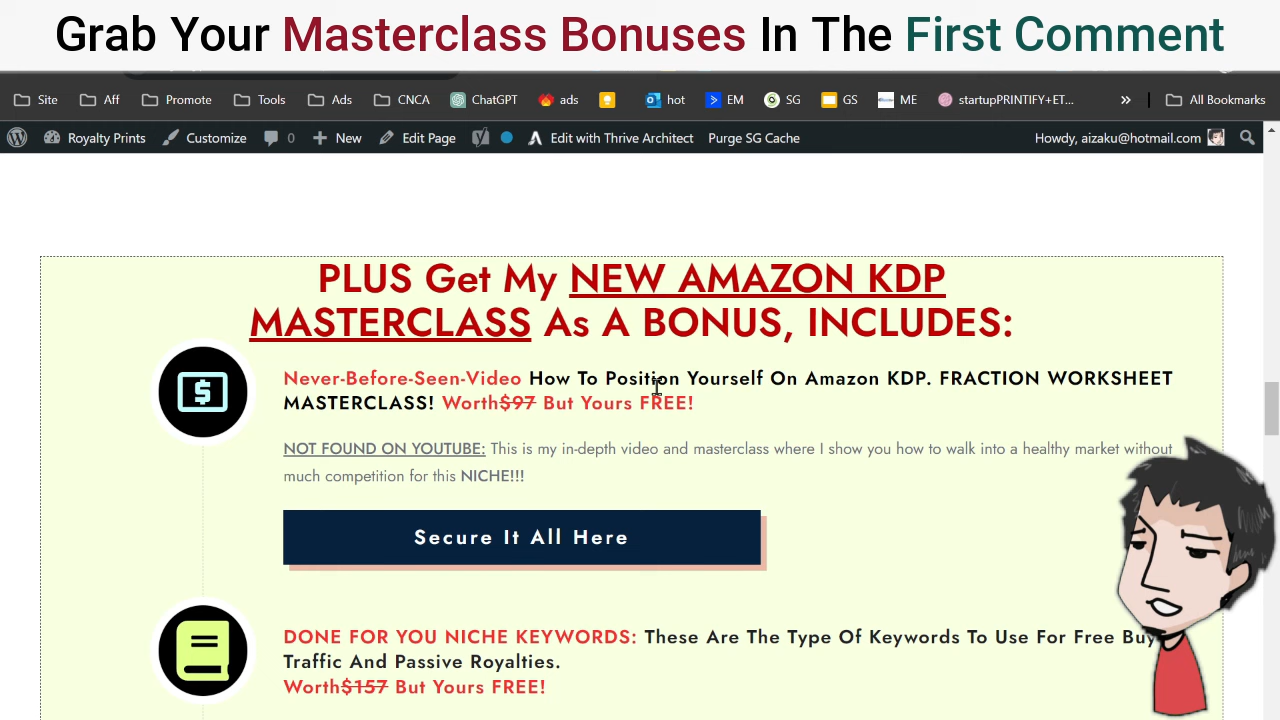 Grab Your Masterclass Bonuses In The First Comment
Site Aff Promote Tools Ads CNCA ChatGPT ads hot EM SG GS ME startupPRINTIFY+ET... » All Bookmarks
Royalty Prints Customize 0 New Edit Page Edit with Thrive Architect Purge SG Cache Howdy, aizaku@hotmail.com
PLUS Get My NEW AMAZON KDP
MASTERCLASS As A BONUS, INCLUDES:
Never-Before-Seen-Video How To Position Yourself On Amazon KDP. FRACTION WORKSHEET
MASTERCLASS! Worth$97 But Yours FREE!
NOT FOUND ON YOUTUBE: This is my in-depth video and masterclass where I show you how to walk into a healthy market without
much competition for this NICHE!!!
Secure It All Here
DONE FOR YOU NICHE KEYWORDS: These Are The Type Of Keywords To Use For Free
Traffic And Passive Royalties.
Worth$157 But Yours FREE!